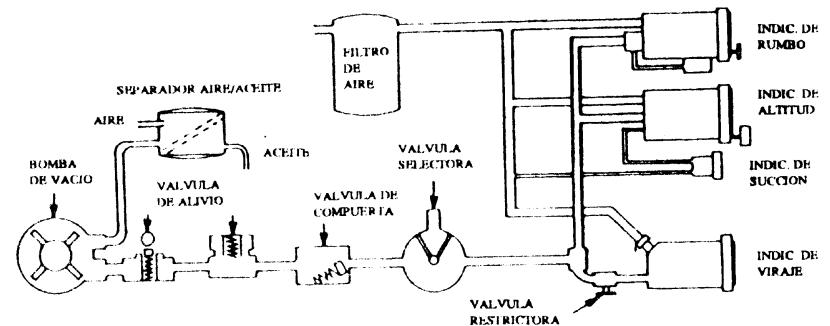 INDIC. DE
RUMBO
FILTRO
DE
AIRE
SEPARADOR AIRE/ACEITE
AIRE
ACEITE
INDIC. DE
ALTITUD
BOMBA
DE VACIO
VALVULA
DE ALIVIO
VALVULA DE
COMPUERTA
VALVULA
SELECTORA
INDIC. DE
SUCCION
INDIC. DE
VIRAJE
VALVULA
RESTRICTORA